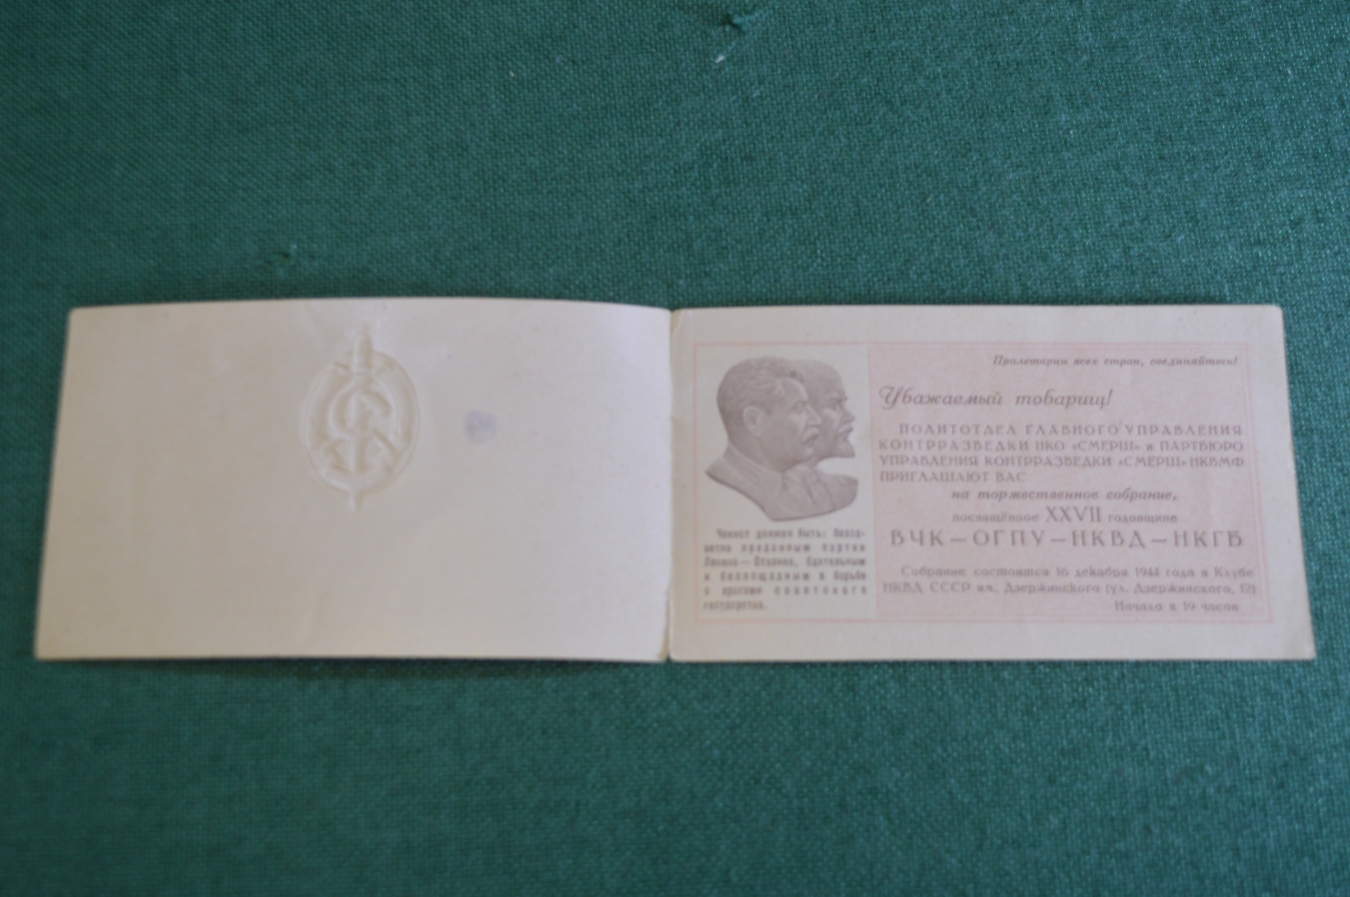 Пролетарии всех стран, соединяйтесь!
Уважаемый товарищ!
ПОЛИТОТДЕЛ ГЛАВНОГО УПРАВЛЕНИЯ
КОНТРРАЗВЕДКИ НКО «СМЕРШ» и ПАРТБЮРО
УПРАВЛЕНИЯ КОНТРРАЗВЕДКИ «СМЕРШ» НКВМФ
ПРИГЛАШАЮТ ВАС
на торжественное собрание,
посвящённое XXVII годовщине
ВЧК—ОГПУ—НКВД—НКГБ
Собрание состоится 16 декабря 1944 года в Клубе
НКВД СССР им. Дзержинского (ул. Дзержинского, 12)
Начало в 19 часов
Чекист должен быть: безза-
ветно преданным партии
Ленина—Сталина, бдительным
и беспощадным в борьбе
с врагами советского
государства.